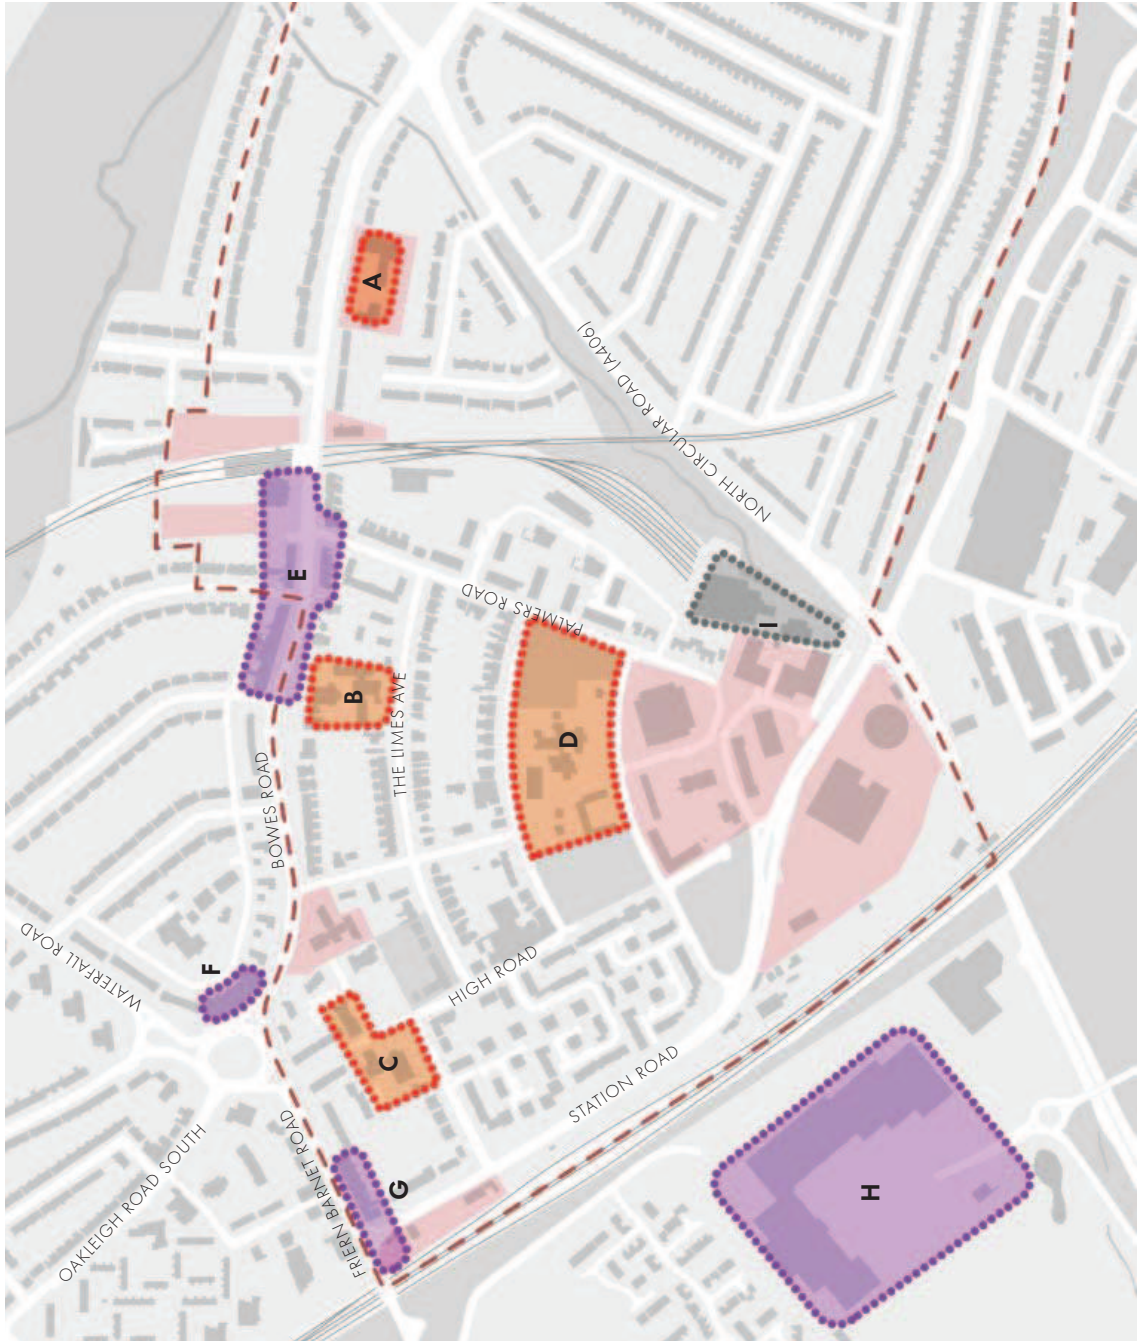 A
NORTH CIRCULAR ROAD (A406)
E
PALMERS ROAD
I
B
THE LIMES AVE
D
BOWES ROAD
WATERFALL ROAD
F
HIGH ROAD
C
STATION ROAD
OAKLEIGH ROAD SOUTH
FRIERN BARNET ROAD
G
H